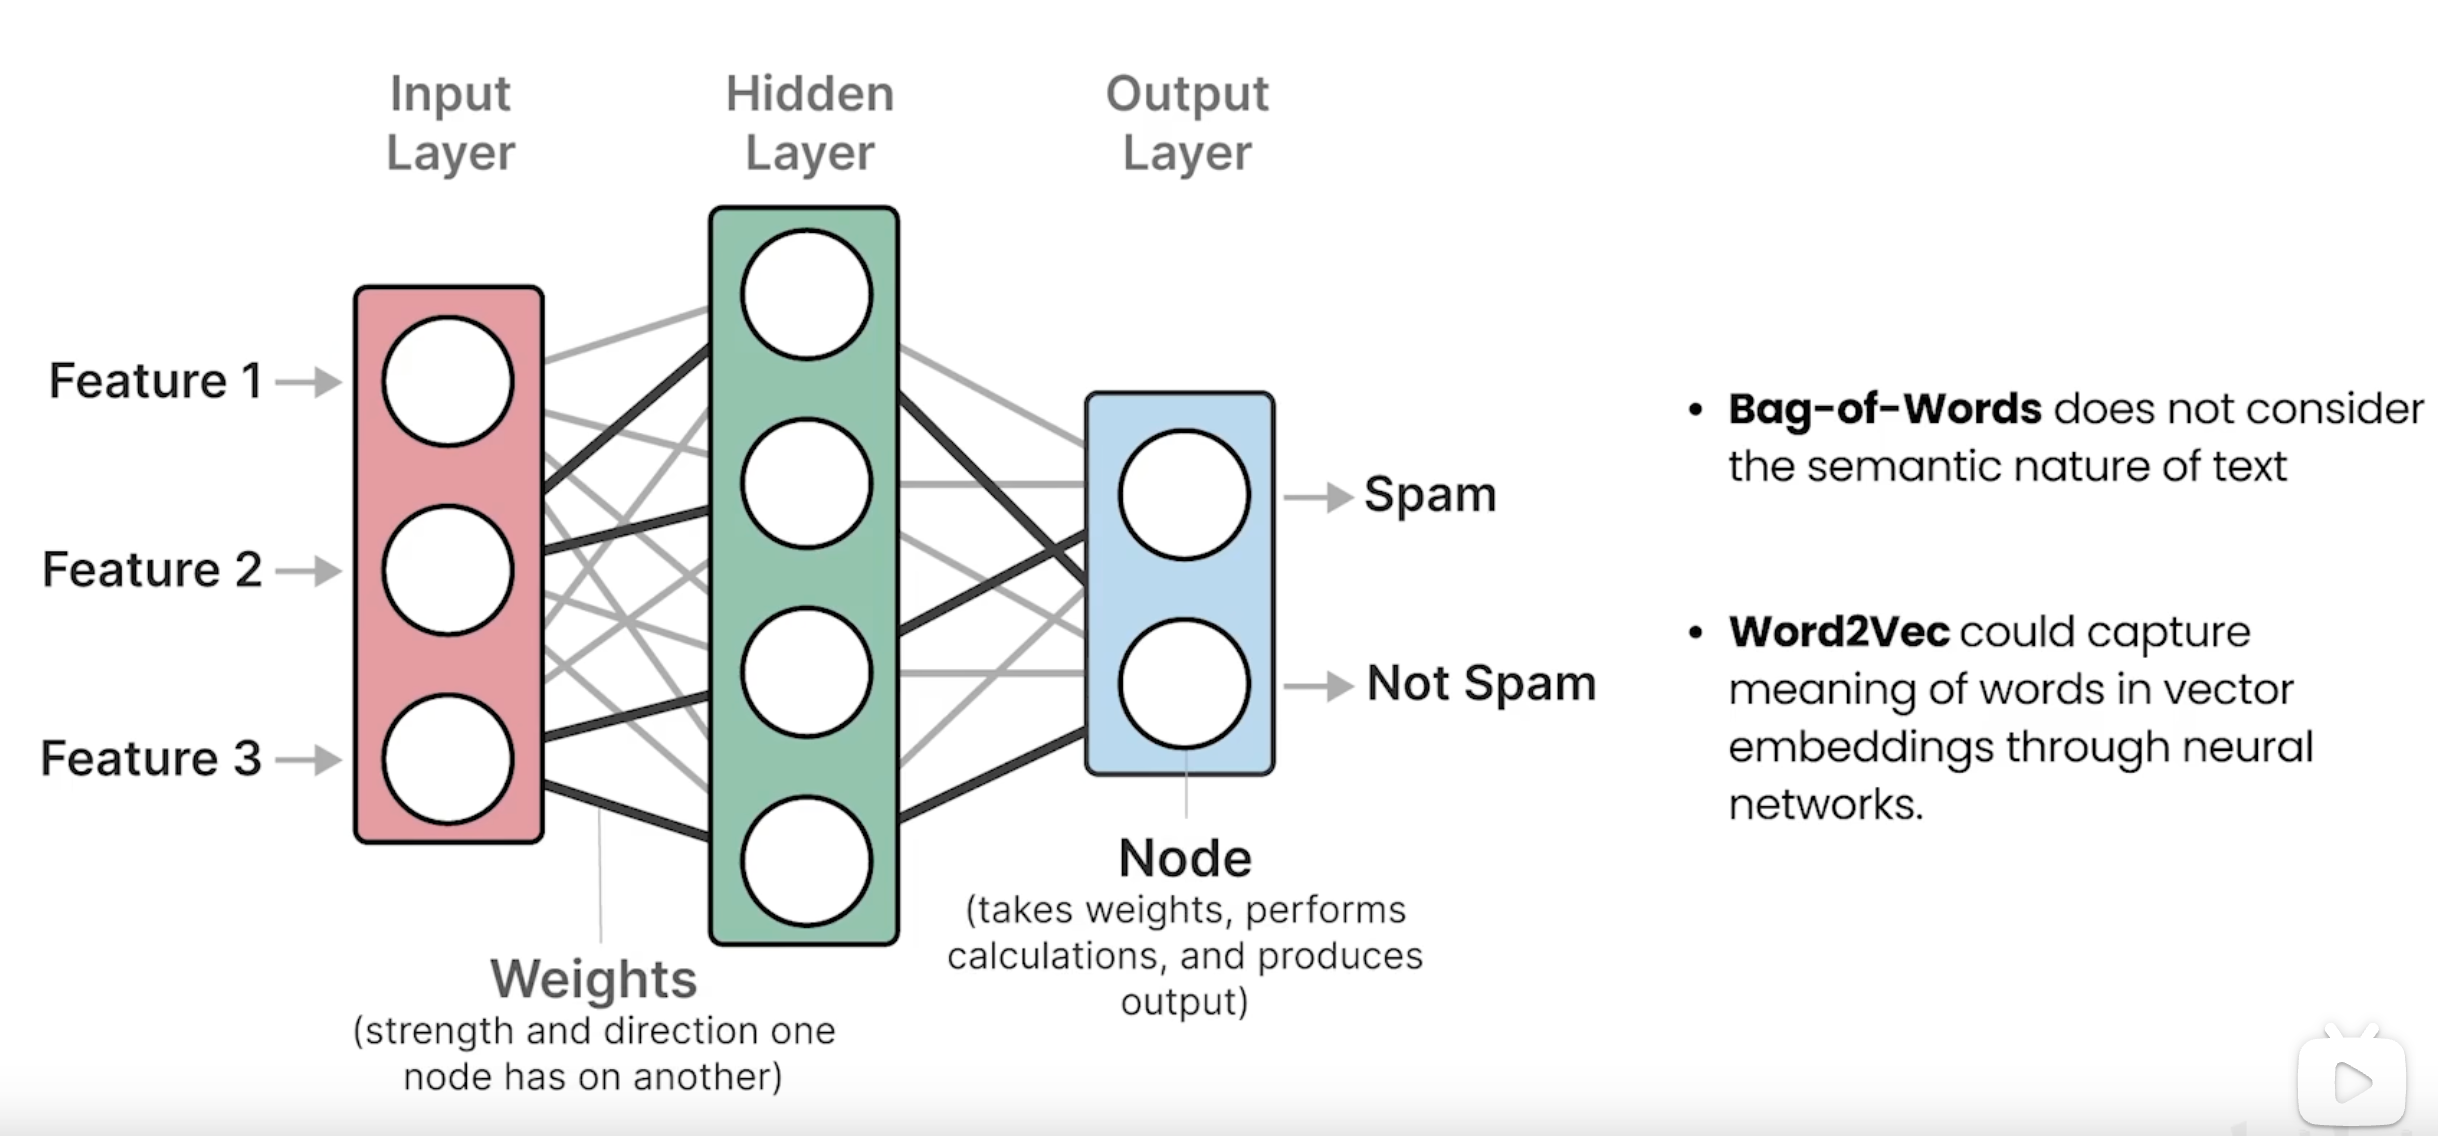 Input
Layer
Hidden
Layer
Output
Layer
Feature 1
Feature 2
Feature 3
Spam
Not Spam
Weights
(strength and direction one
node has on another)
Node
(takes weights, performs
calculations, and produces
output)
• Bag-of-Words does not consider
the semantic nature of text
• Word2Vec could capture
meaning of words in vector
embeddings through neural
networks.